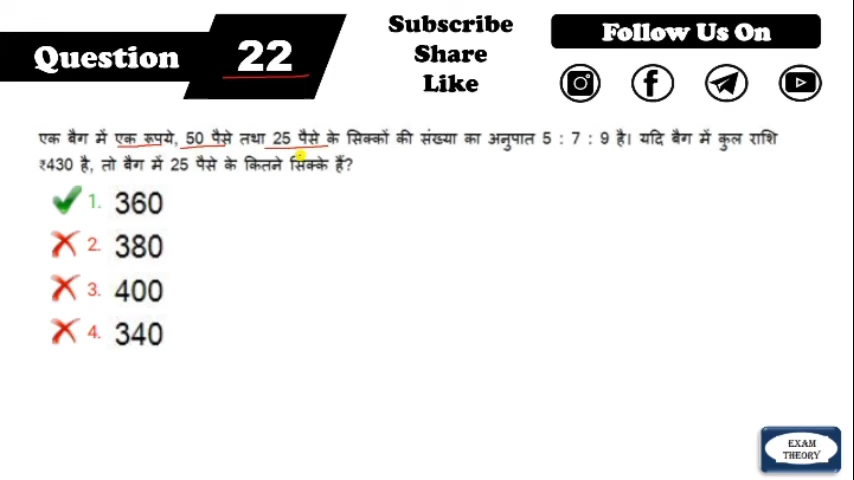 Question 22
Subscribe
Share
Like
Follow Us On
एक बैग में एक रूपये, 50 पैसे तथा 25 पैसे के सिक्कों की संख्या का अनुपात 5 : 7 : 9 है। यदि बैग में कुल राशि
₹430 है, तो बैग में 25 पैसे के कितने सिक्के हैं?
1. 360
2. 380
3. 400
4. 340
EXAM
THEORY